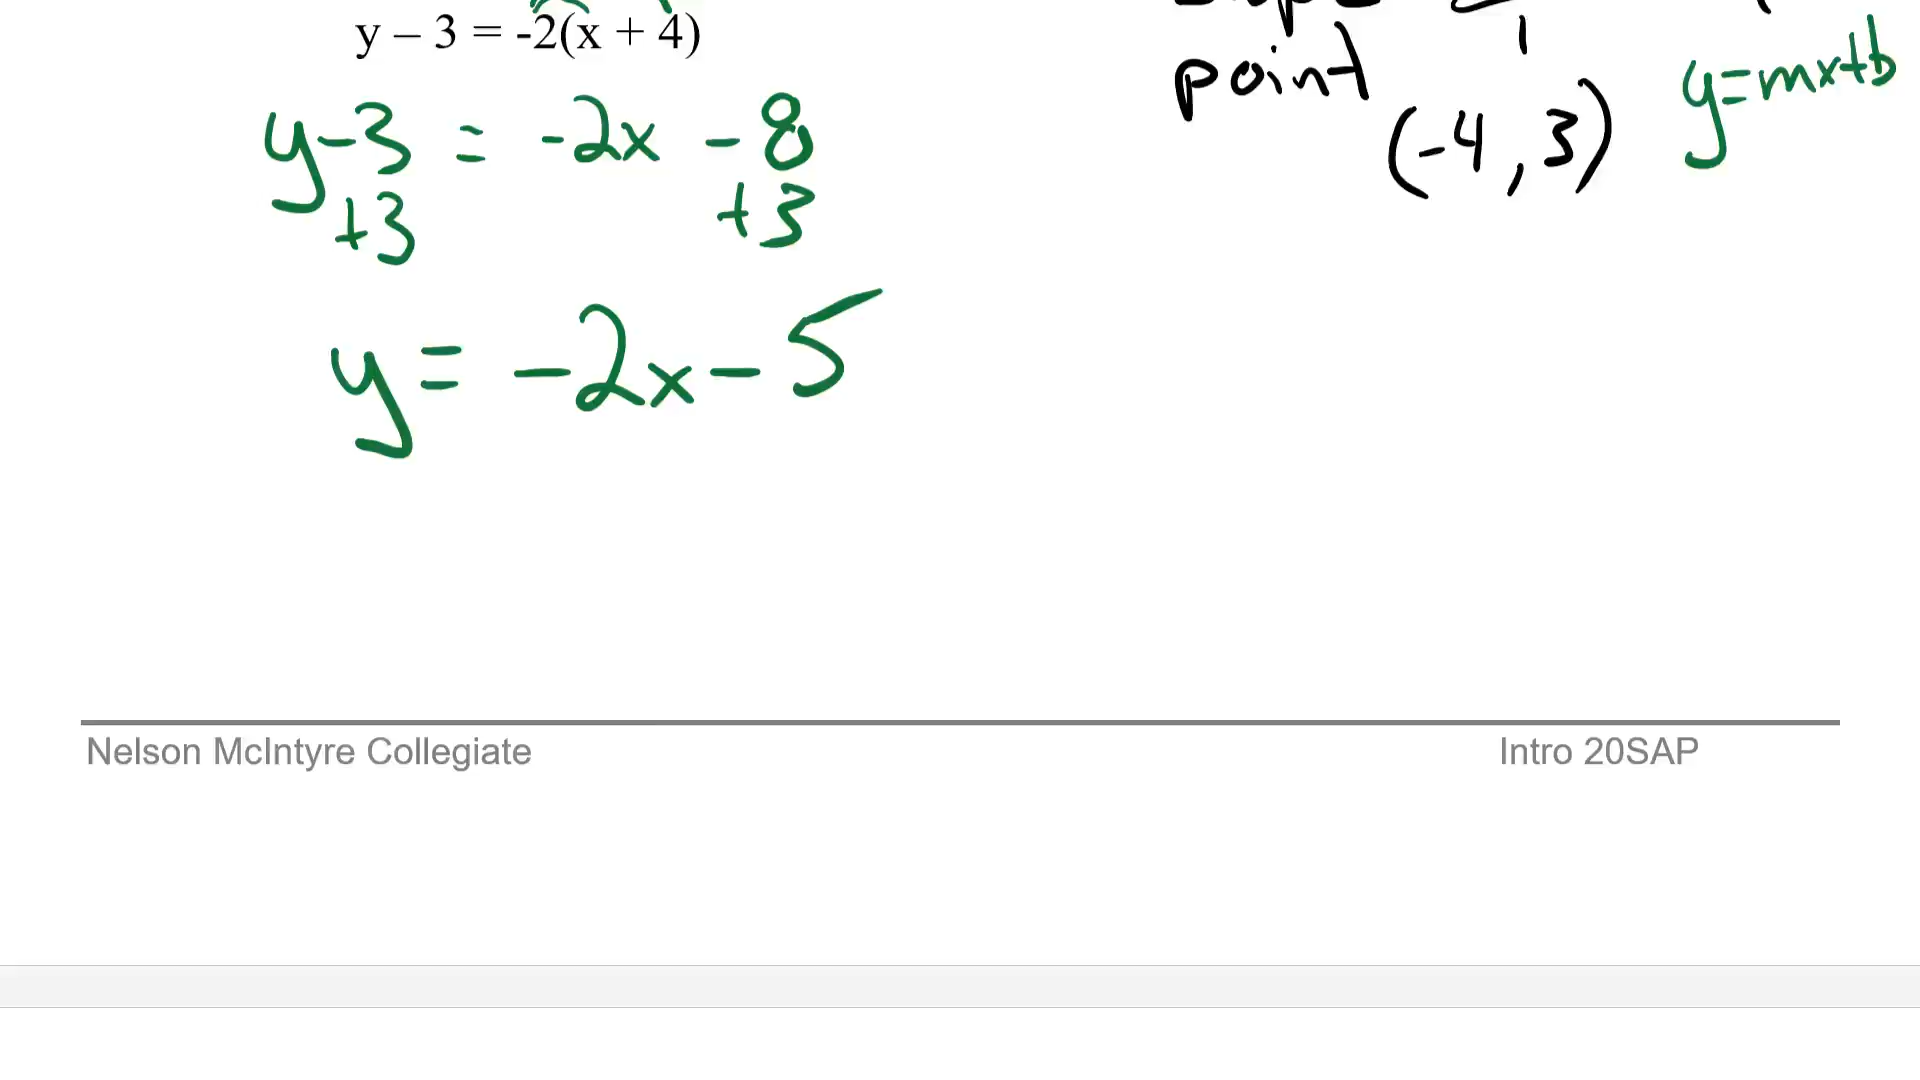 y – 3 = -2(x + 4)
y-3 = -2x - 8
+3 +3
y = -2x - 5
point
(-4, 3)
y=mx+b
Nelson McIntyre Collegiate
Intro 20SAP